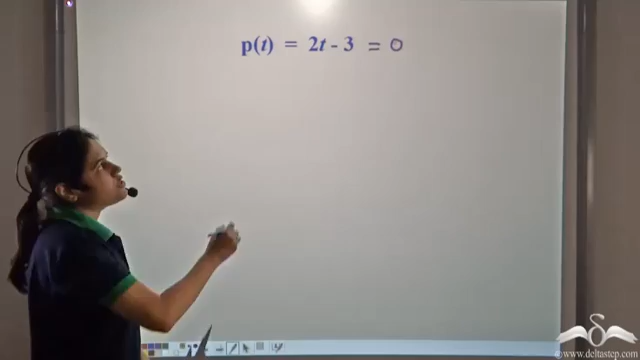 p(t) = 2t - 3 = 0
©www.deltastep.com